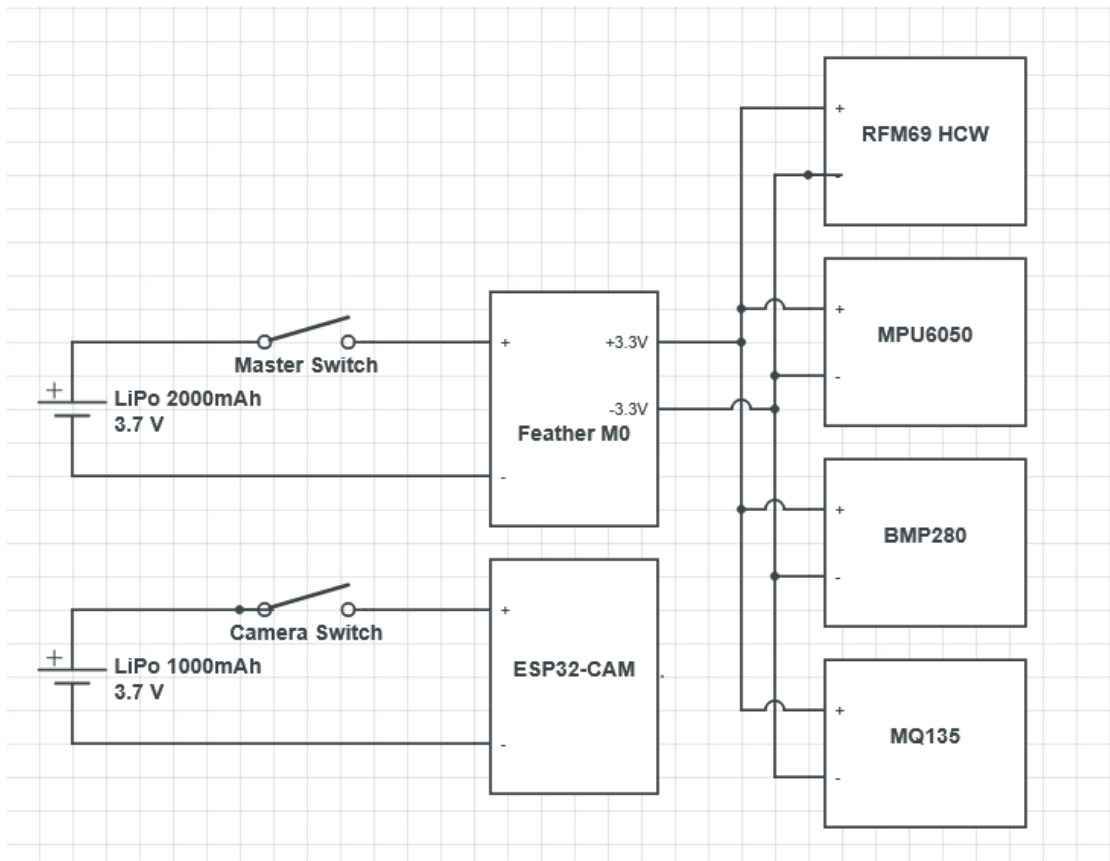 +
RFM69 HCW
-
+
MPU6050
-
Master Switch
+
LiPo 2000mAh
3.7 V
+
+3.3V
-3.3V
Feather M0
-
+
BMP280
-
Camera Switch
+
LiPo 1000mAh
3.7 V
+
ESP32-CAM
-
+
MQ135
-